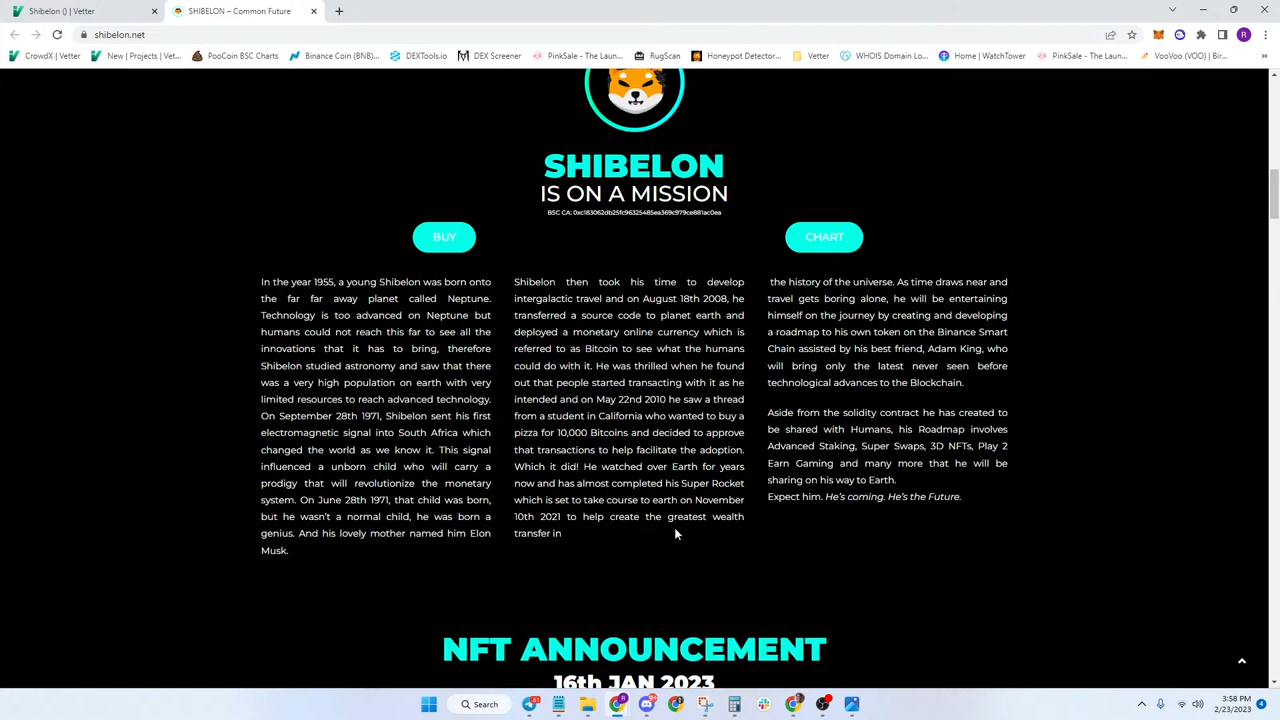 Shibelon () | Vetter
SHIBELON – Common Future
shibelon.net
CrowdX | Vetter
New | Projects | Vet...
PooCoin BSC Charts
Binance Coin (BNB)...
DEXTools.io
DEX Screener
PinkSale - The Laun...
RugScan
Honeypot Detector...
Vetter
WHOIS Domain Lo...
Home | WatchTower
PinkSale - The Laun...
VooVoo (VOO) | Bir...
R
SHIBELON
IS ON A MISSION
BSC CA: 0xc183062db25fc96325485ea369c979ce881ac0ea
BUY
CHART
In the year 1955, a young Shibelon was born onto
the far far away planet called Neptune.
Technology is too advanced on Neptune but
humans could not reach this far to see all the
innovations that it has to bring, therefore
Shibelon studied astronomy and saw that there
was a very high population on earth with very
limited resources to reach advanced technology.
On September 28th 1971, Shibelon sent his first
electromagnetic signal into South Africa which
changed the world as we know it. This signal
influenced a unborn child who will carry a
prodigy that will revolutionize the monetary
system. On June 28th 1971, that child was born,
but he wasn't a normal child, he was born a
genius. And his lovely mother named him Elon
Musk.
Shibelon then took his time to develop
intergalactic travel and on August 18th 2008, he
transferred a source code to planet earth and
deployed a monetary online currency which is
referred to as Bitcoin to see what the humans
could do with it. He was thrilled when he found
out that people started transacting with it as he
intended and on May 22nd 2010 he saw a thread
from a student in California who wanted to buy a
pizza for 10,000 Bitcoins and decided to approve
that transactions to help facilitate the adoption.
Which it did! He watched over Earth for years
now and has almost completed his Super Rocket
which is set to take course to earth on November
10th 2021 to help create the greatest wealth
transfer in
the history of the universe. As time draws near and
travel gets boring alone, he will be entertaining
himself on the journey by creating and developing
a roadmap to his own token on the Binance Smart
Chain assisted by his best friend, Adam King, who
will bring only the latest never seen before
technological advances to the Blockchain.
Aside from the solidity contract he has created to
be shared with Humans, his Roadmap involves
Advanced Staking, Super Swaps, 3D NFTs, Play 2
Earn Gaming and many more that he will be
sharing on his way to Earth.
Expect him. He's coming. He's the Future.
NFT ANNOUNCEMENT
16th JAN 2023
Search
3:58 PM
2/23/2023